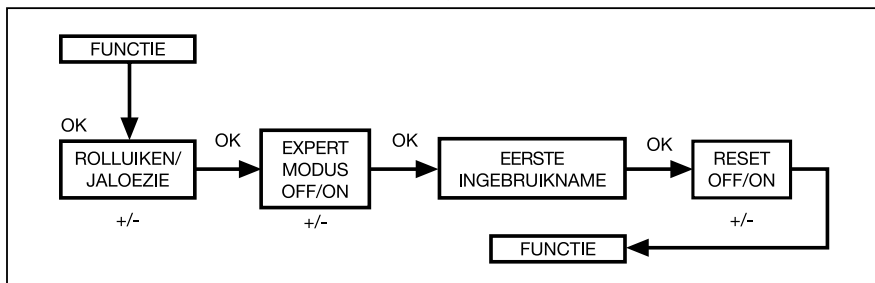 FUNCTIE
OK
ROLLUIKEN/
JALOEZIE
+/-
OK
EXPERT
MODUS
OFF/ON
+/-
OK
EERSTE
INGEBRUIKNAME
OK
RESET
OFF/ON
+/-
FUNCTIE